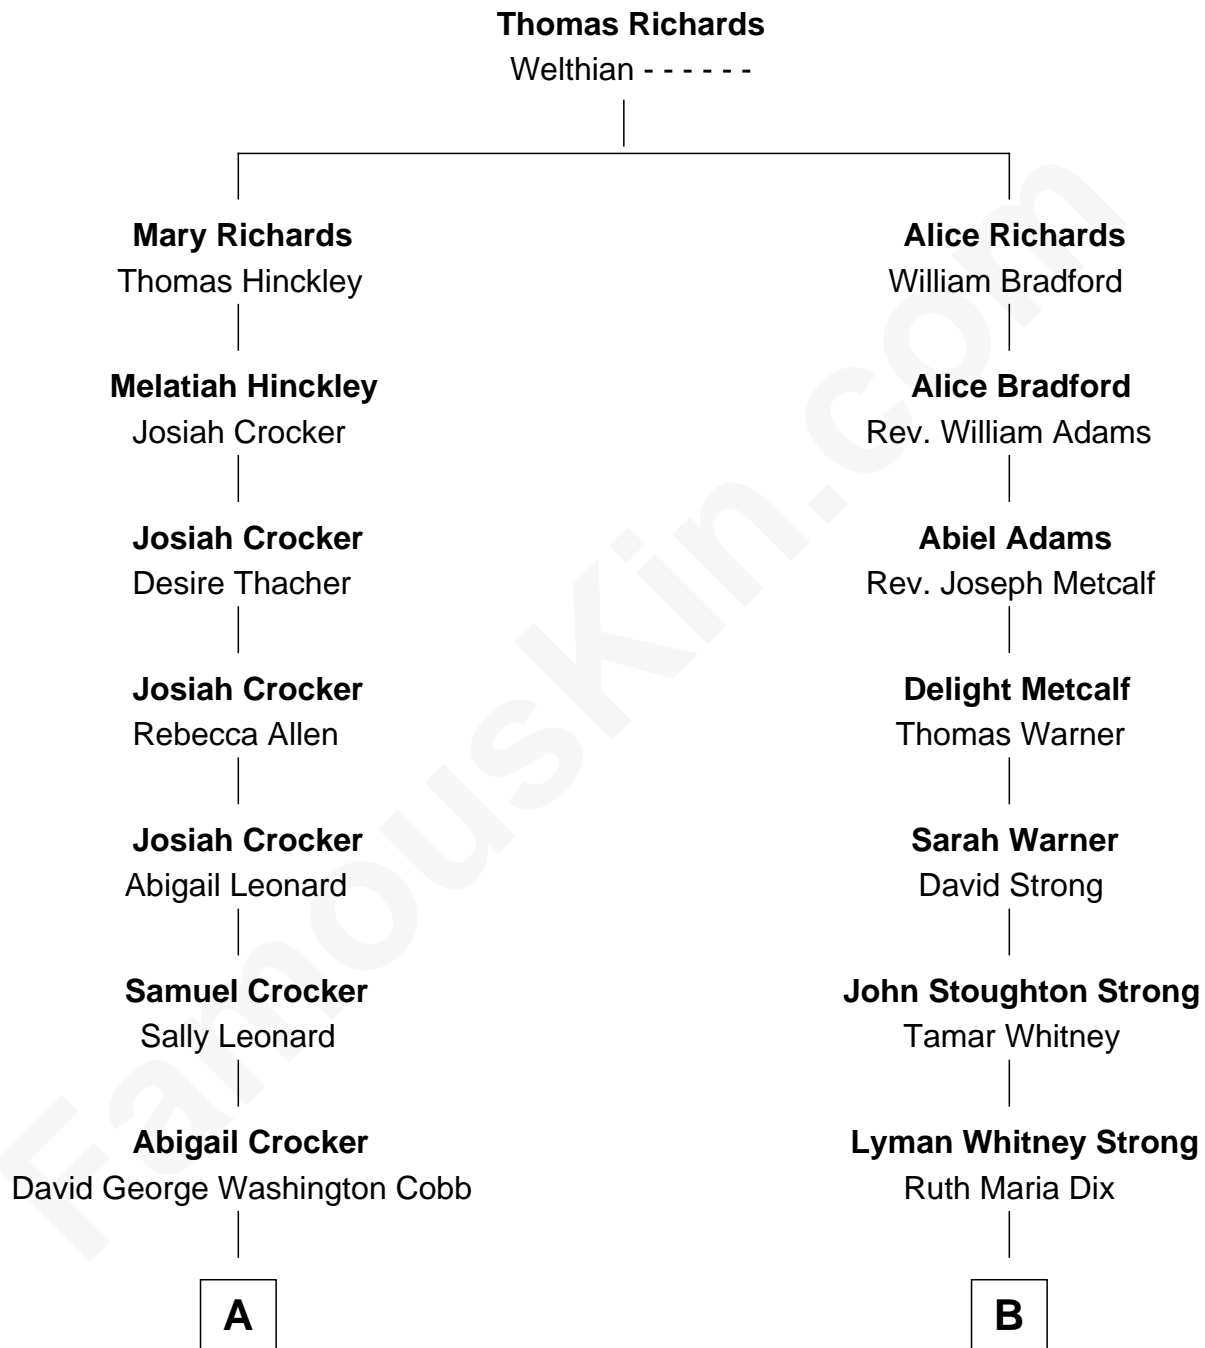 Thomas Richards
Welthian - - - - - -
Mary Richards
Thomas Hinckley
Alice Richards
William Bradford
Melatiah Hinckley
Josiah Crocker
Alice Bradford
Rev. William Adams
Josiah Crocker
Desire Thacher
Abiel Adams
Rev. Joseph Metcalf
Josiah Crocker
Rebecca Allen
Delight Metcalf
Thomas Warner
Josiah Crocker
Abigail Leonard
Sarah Warner
David Strong
Samuel Crocker
Sally Leonard
John Stoughton Strong
Tamar Whitney
Abigail Crocker
David George Washington Cobb
Lyman Whitney Strong
Ruth Maria Dix
A
B
FamousKin.com